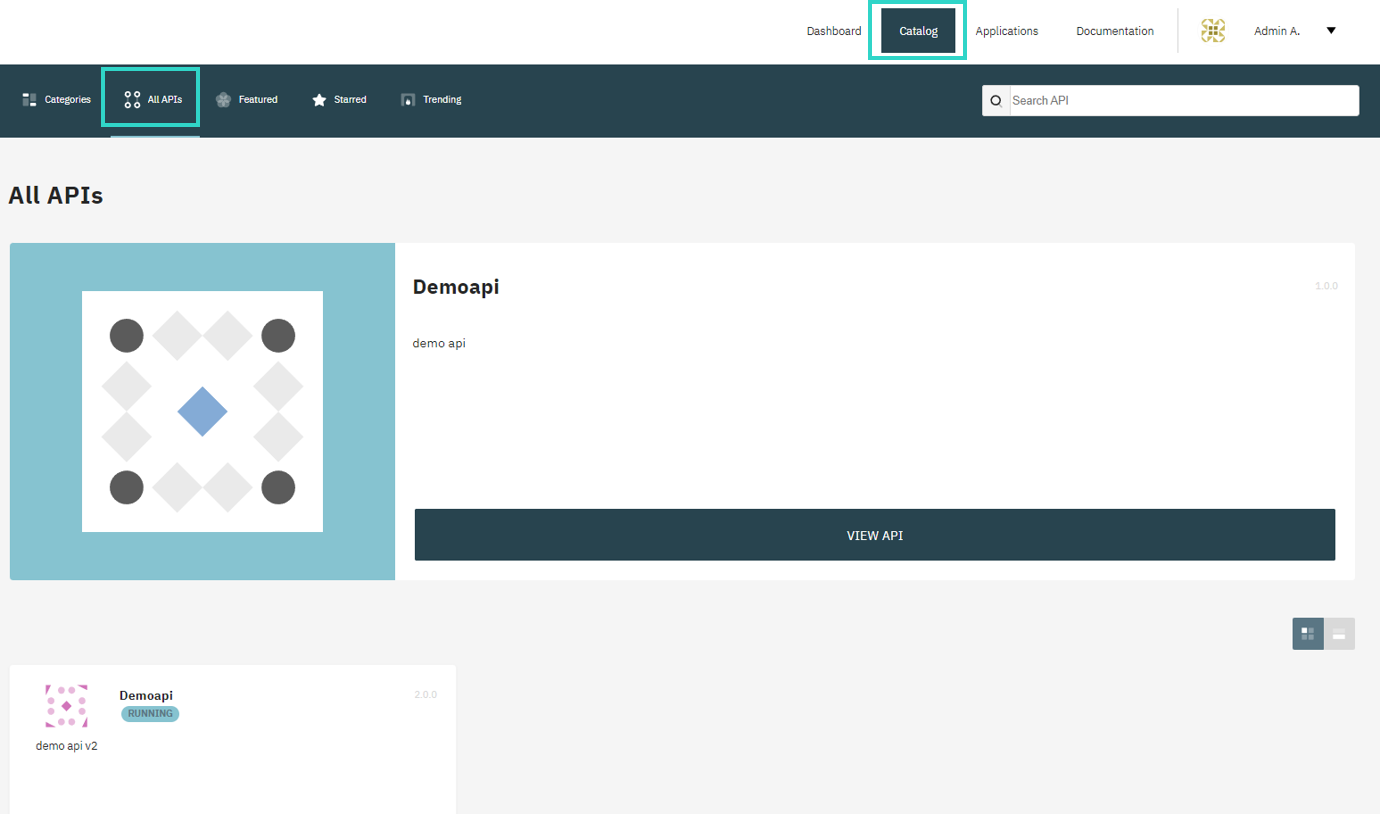 Dashboard Catalog Applications Documentation Admin A.
Categories All APIs Featured Starred Trending Search API
All APIs
Demoapi 1.0.0
demo api
VIEW API
Demoapi 2.0.0
RUNNING
demo api v2